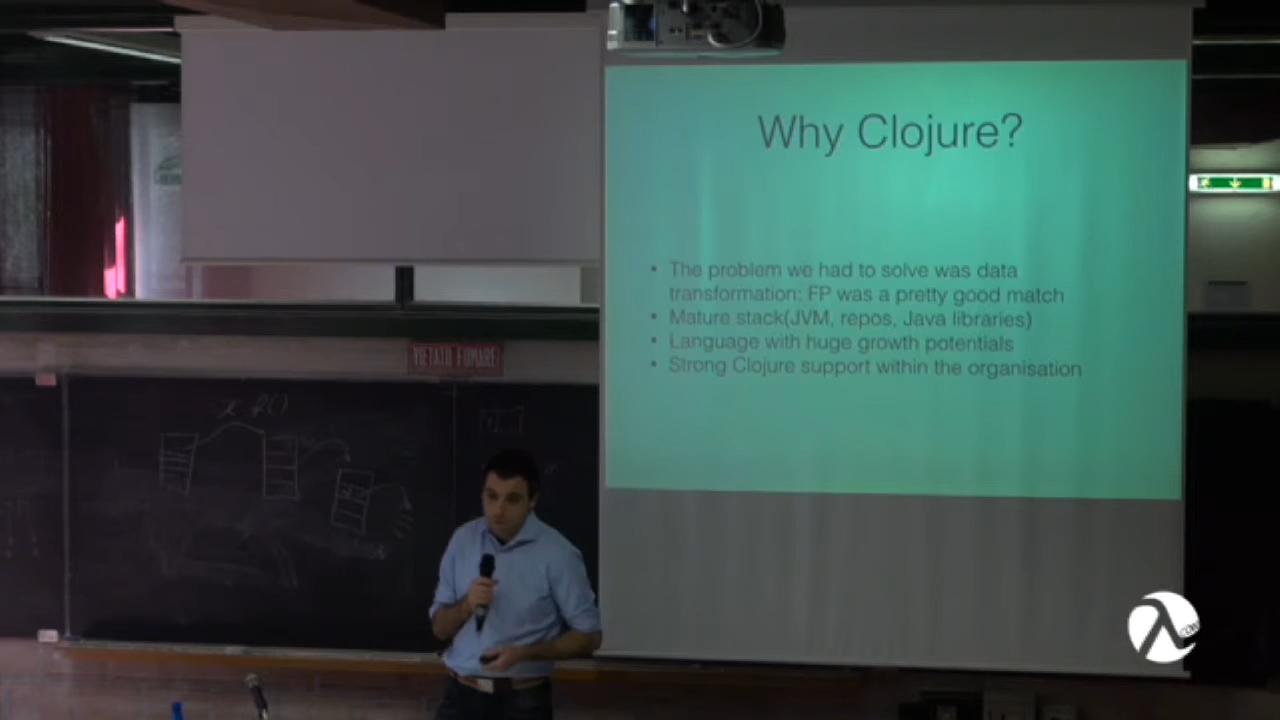 Why Clojure?
• The problem we had to solve was data
transformation: FP was a pretty good match
• Mature stack(JVM, repos, Java libraries)
• Language with huge growth potentials
• Strong Clojure support within the organisation
VIETATO FUMARE
λ